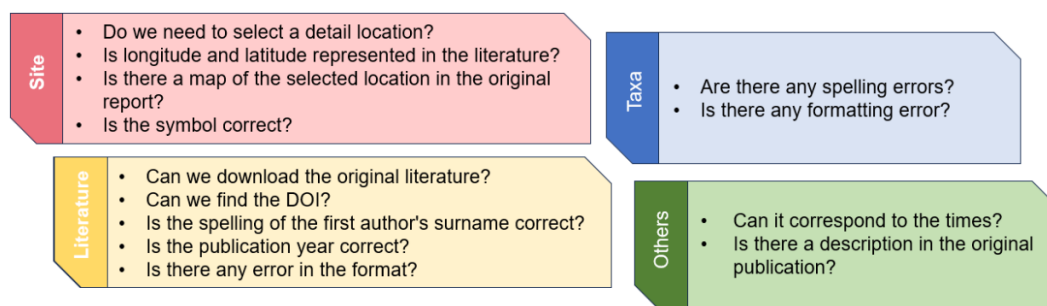 Site
• Do we need to select a detail location?
• Is longitude and latitude represented in the literature?
• Is there a map of the selected location in the original
report?
• Is the symbol correct?
Taxa
• Are there any spelling errors?
• Is there any formatting error?
Literature
• Can we download the original literature?
• Can we find the DOI?
• Is the spelling of the first author's surname correct?
• Is the publication year correct?
• Is there any error in the format?
Others
• Can it correspond to the times?
• Is there a description in the original
publication?